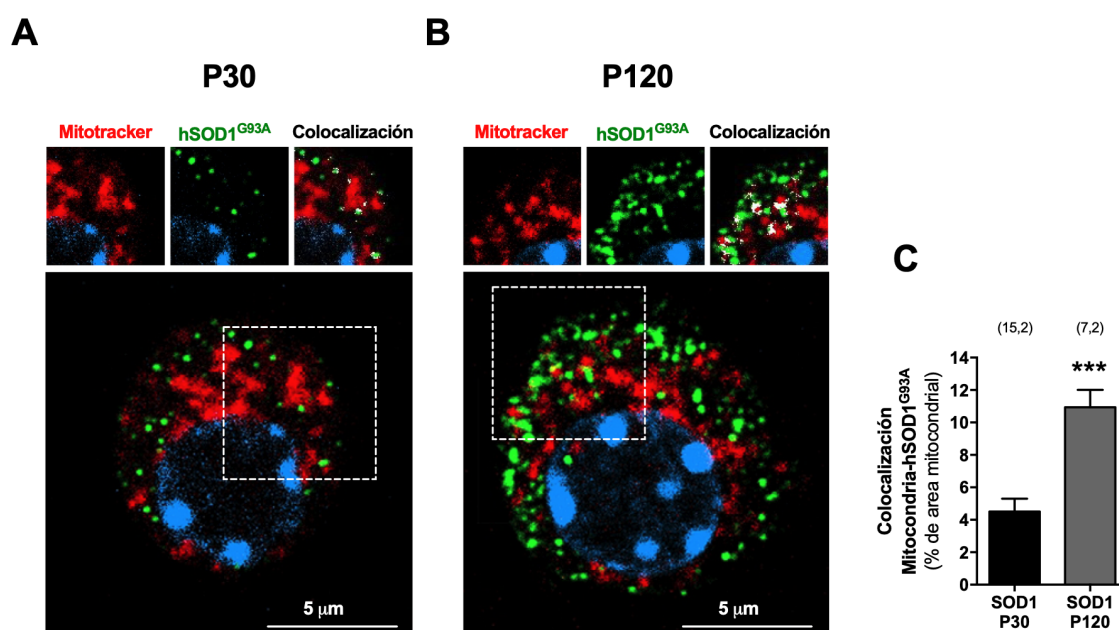 A
P30
Mitotracker hSOD1G93A Colocalización
5 µm
B
P120
Mitotracker hSOD1G93A Colocalización
5 µm
C
(15,2) (7,2)
***
Colocalización
Mitocondria-hSOD1G93A
(% de area mitocondrial)
14
12
10
8
6
4
2
0
SOD1 SOD1
P30 P120